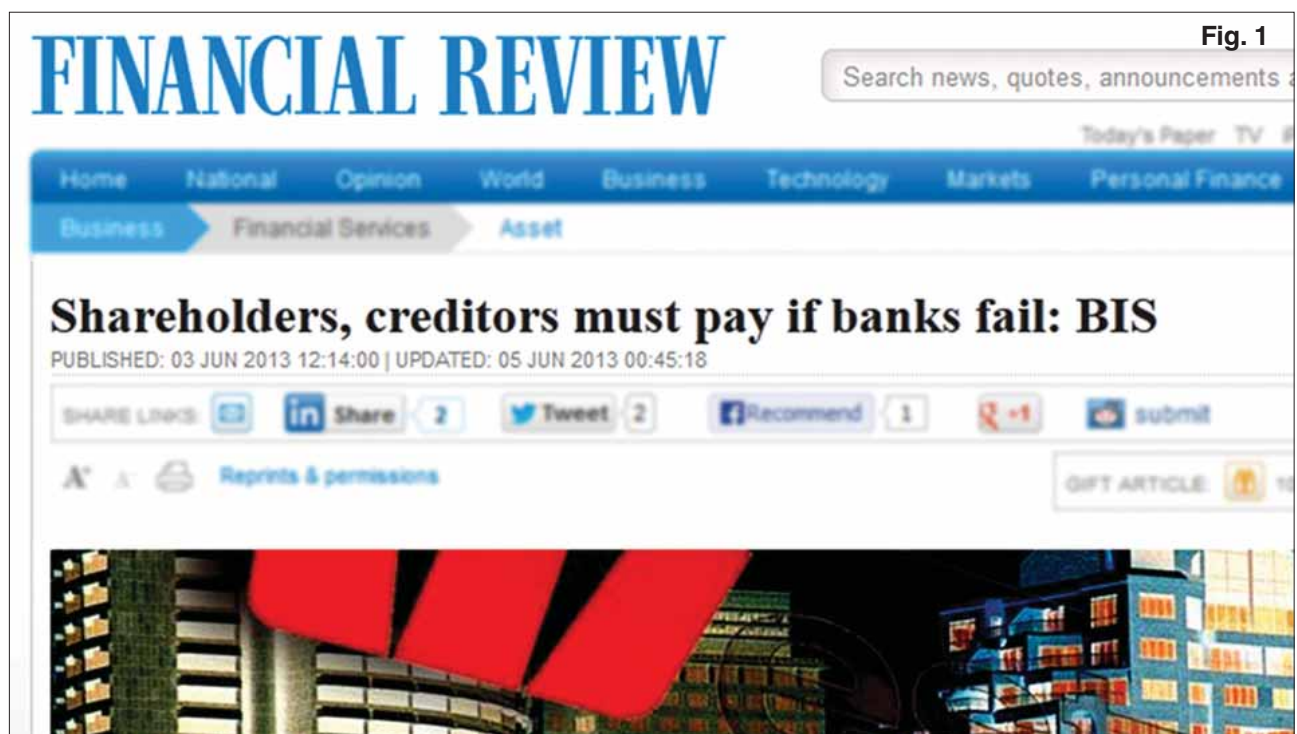 Fig. 1
FINANCIAL REVIEW
Search news, quotes, announcements a
Today's Paper TV
Home National Opinion World Business Technology Markets Personal Finance
Business Financial Services Asset
Shareholders, creditors must pay if banks fail: BIS
PUBLISHED: 03 JUN 2013 12:14:00 | UPDATED: 05 JUN 2013 00:45:18
SHARE LINKS: in Share 2 Tweet 2 f Recommend 1 +1 submit
A+ A- Reprints & permissions
GIFT ARTICLE: 10